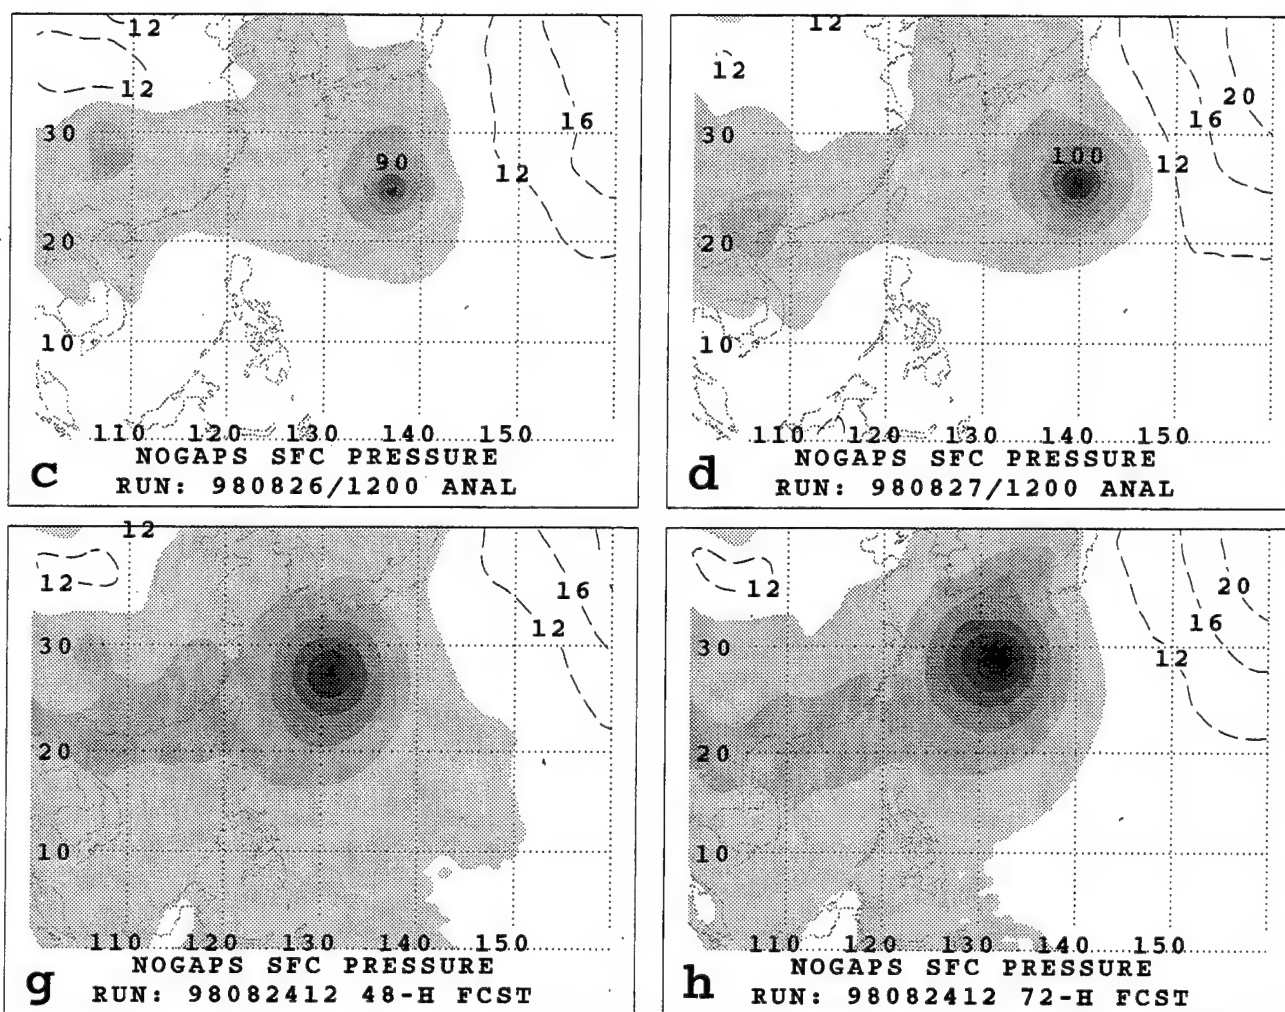 12
12
16
30
90
12
20
10
110 120 130 140 150
NOGAPS SFC PRESSURE
c
RUN: 980826/1200 ANAL
12
12
20
16
30
100
12
20
10
110 120 130 140 150
NOGAPS SFC PRESSURE
d
RUN: 980827/1200 ANAL
12
12
16
12
30
20
10
110 120 130 140 150
NOGAPS SFC PRESSURE
g
RUN: 98082412 48-H FCST
12
20
16
30
12
20
10
110 120 130 140 150
NOGAPS SFC PRESSURE
h
RUN: 98082412 72-H FCST